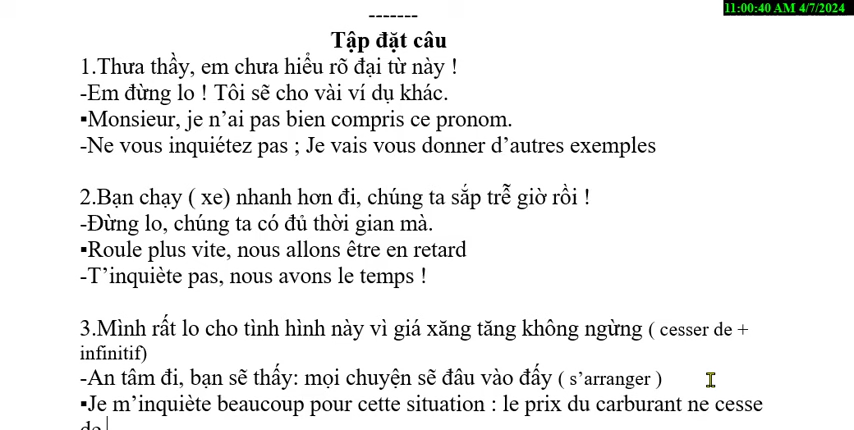 11:00:40 AM 4/7/2024
-------
Tập đặt câu
1.Thưa thầy, em chưa hiểu rõ đại từ này !
-Em đừng lo ! Tôi sẽ cho vài ví dụ khác.
▪Monsieur, je n’ai pas bien compris ce pronom.
-Ne vous inquiétez pas ; Je vais vous donner d’autres exemples
2.Bạn chạy ( xe) nhanh hơn đi, chúng ta sắp trễ giờ rồi !
-Đừng lo, chúng ta có đủ thời gian mà.
▪Roule plus vite, nous allons être en retard
-T’inquiète pas, nous avons le temps !
3.Mình rất lo cho tình hình này vì giá xăng tăng không ngừng ( cesser de +
infinitif)
-An tâm đi, bạn sẽ thấy: mọi chuyện sẽ đâu vào đấy ( s’arranger )
▪Je m’inquiète beaucoup pour cette situation : le prix du carburant ne cesse
de